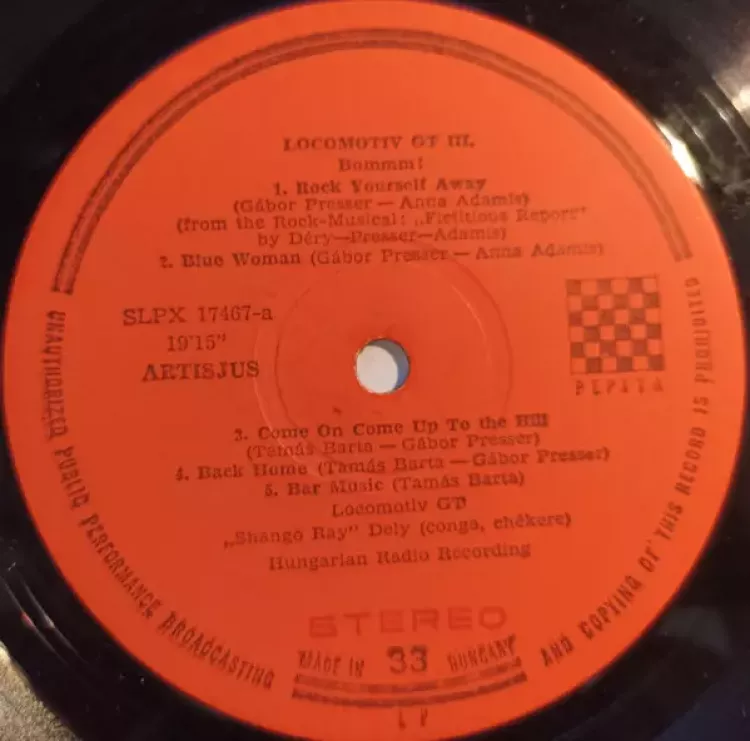 LOCOMOTIV GT III.
Bommm!
1. Rock Yourself Away
(Gábor Presser — Anna Adamis)
(from the Rock-Musical: „Fictitious Report"
by Déry—Presser—Adamis)
2. Blue Woman (Gábor Presser — Anna Adamis)
SLPX 17467-a
19'15"
ARTISJUS
PEPITA
3. Come On Come Up To the Hill
(Tamás Barta — Gábor Presser)
4. Back Home (Tamás Barta — Gábor Presser)
5. Bar Music (Tamás Barta)
Locomotiv GT
„Shango Ray" Dely (conga, chékere)
Hungarian Radio Recording
STEREO
MADE IN 33 HUNGARY
LP
UNAUTHORIZED PUBLIC PERFORMANCE BROADCASTING AND COPYING OF THIS RECORD IS PROHIBITED